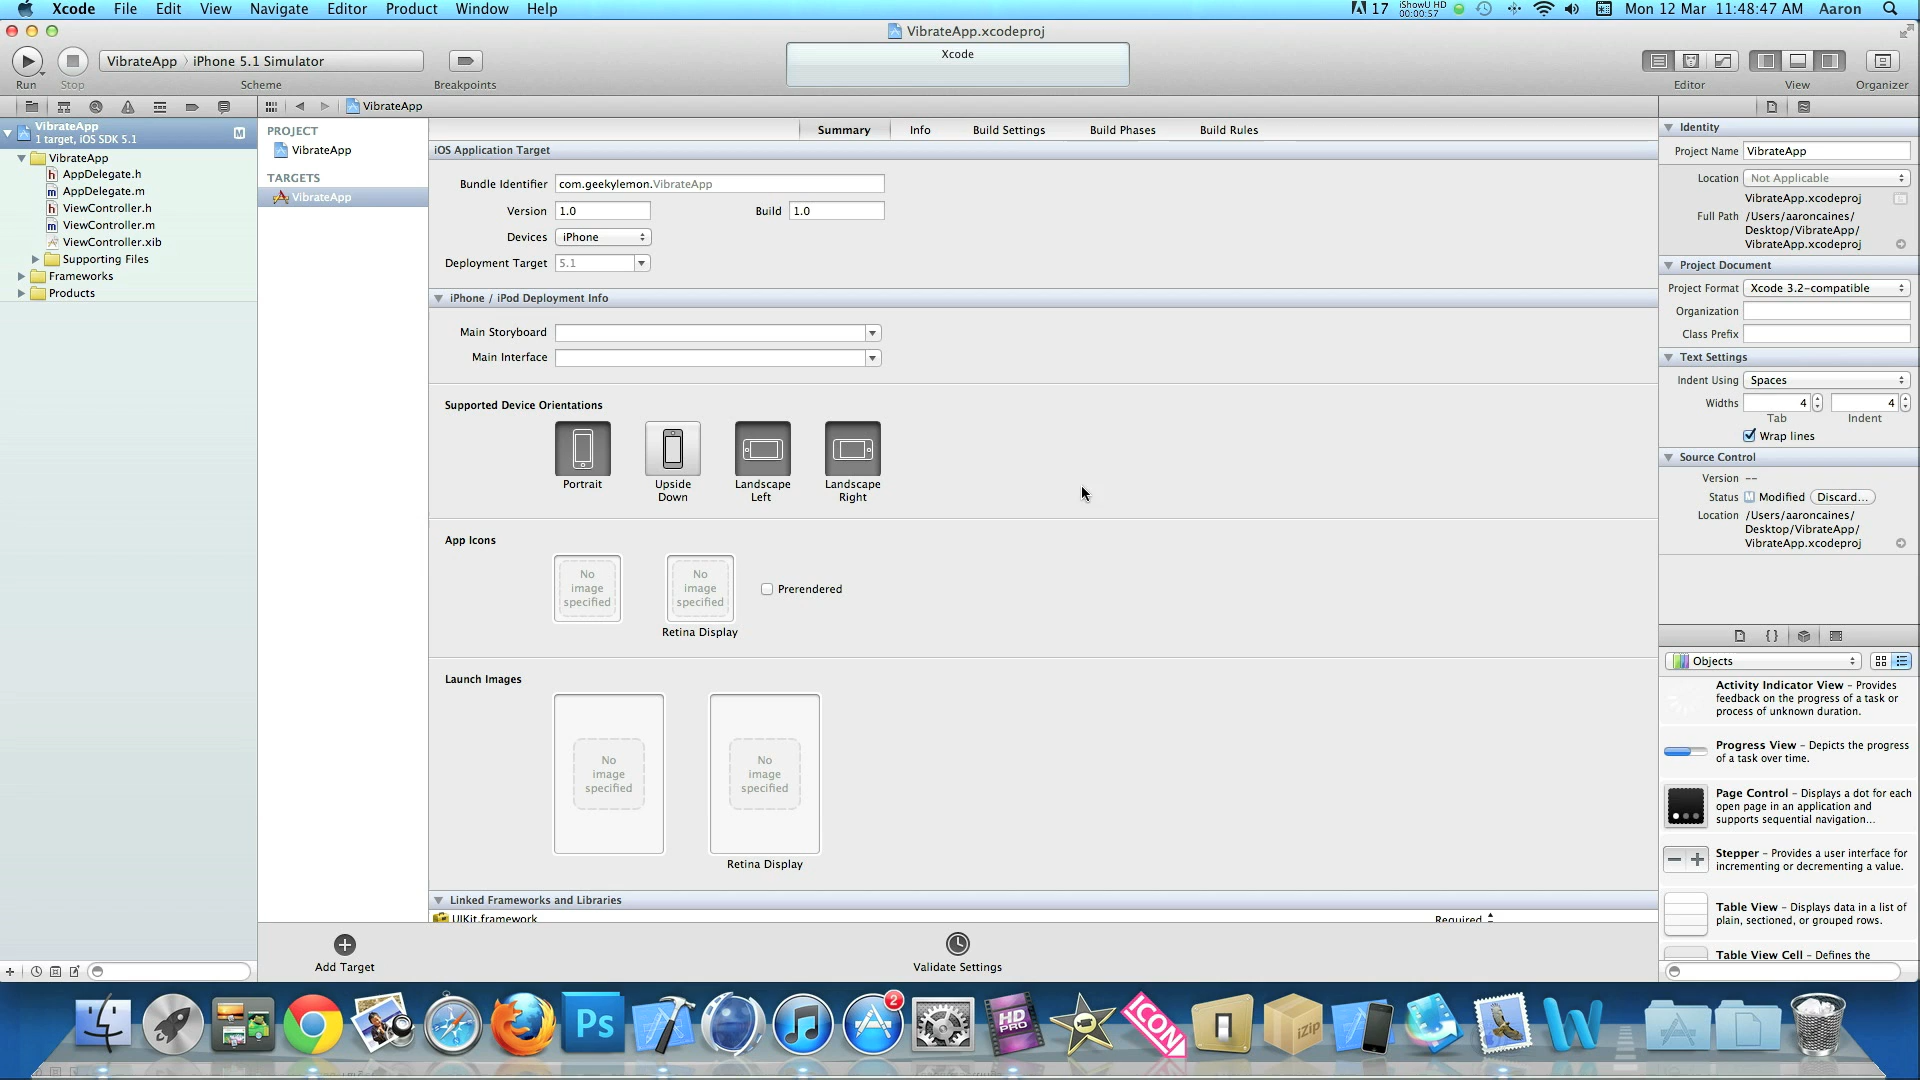 Xcode File Edit View Navigate Editor Product Window Help
17 iShowU HD 00:00:57 Mon 12 Mar 11:48:47 AM Aaron
VibrateApp.xcodeproj
VibrateApp iPhone 5.1 Simulator
Xcode
Run Stop Scheme Breakpoints Editor View Organizer
VibrateApp
VibrateApp
1 target, iOS SDK 5.1
M
VibrateApp
AppDelegate.h
AppDelegate.m
ViewController.h
ViewController.m
ViewController.xib
Supporting Files
Frameworks
Products
PROJECT
VibrateApp
TARGETS
VibrateApp
Summary Info Build Settings Build Phases Build Rules
iOS Application Target
Bundle Identifier com.geekylemon.VibrateApp
Version 1.0 Build 1.0
Devices iPhone
Deployment Target 5.1
iPhone / iPod Deployment Info
Main Storyboard
Main Interface
Supported Device Orientations
Portrait
Upside Down
Landscape Left
Landscape Right
App Icons
No image specified
No image specified
Prerendered
Retina Display
Launch Images
No image specified
No image specified
Retina Display
Linked Frameworks and Libraries
UIKit.framework Required
Add Target
Validate Settings
Identity
Project Name VibrateApp
Location Not Applicable
VibrateApp.xcodeproj
Full Path /Users/aaroncaines/
Desktop/VibrateApp/
VibrateApp.xcodeproj
Project Document
Project Format Xcode 3.2-compatible
Organization
Class Prefix
Text Settings
Indent Using Spaces
Widths 4 4
Tab Indent
Wrap lines
Source Control
Version --
Status M Modified Discard...
Location /Users/aaroncaines/
Desktop/VibrateApp/
VibrateApp.xcodeproj
{}
Objects
Activity Indicator View - Provides
feedback on the progress of a task or
process of unknown duration.
Progress View - Depicts the progress
of a task over time.
Page Control - Displays a dot for each
open page in an application and
supports sequential navigation...
Stepper - Provides a user interface for
incrementing or decrementing a value.
Table View - Displays data in a list of
plain, sectioned, or grouped rows.
Table View Cell - Defines the
Ps
2
HD PRO
ICON
iZip
W